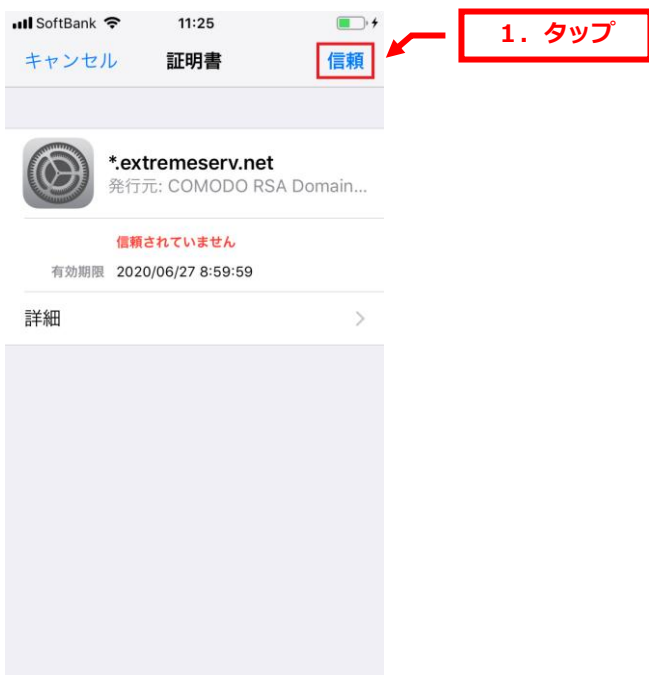 SoftBank 11:25
1. タップ
キャンセル 証明書 信頼
*.extremeserv.net
発行元: COMODO RSA Domain...
信頼されていません
有効期限 2020/06/27 8:59:59
詳細